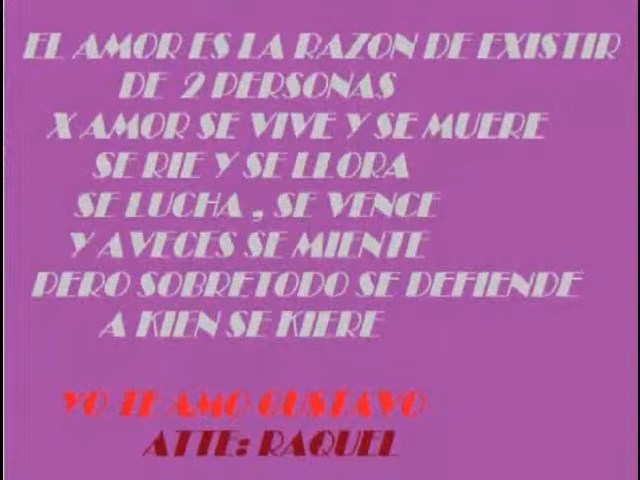 EL AMOR ES LA RAZON DE EXISTIR
DE 2 PERSONAS
X AMOR SE VIVE Y SE MUERE
SE RIE Y SE LLORA
SE LUCHA , SE VENCE
Y AVECES SE MIENTE
PERO SOBRETODO SE DEFIENDE
A KIEN SE KIERE
YO TE AMO GUSTAVO
ATTE: RAQUEL